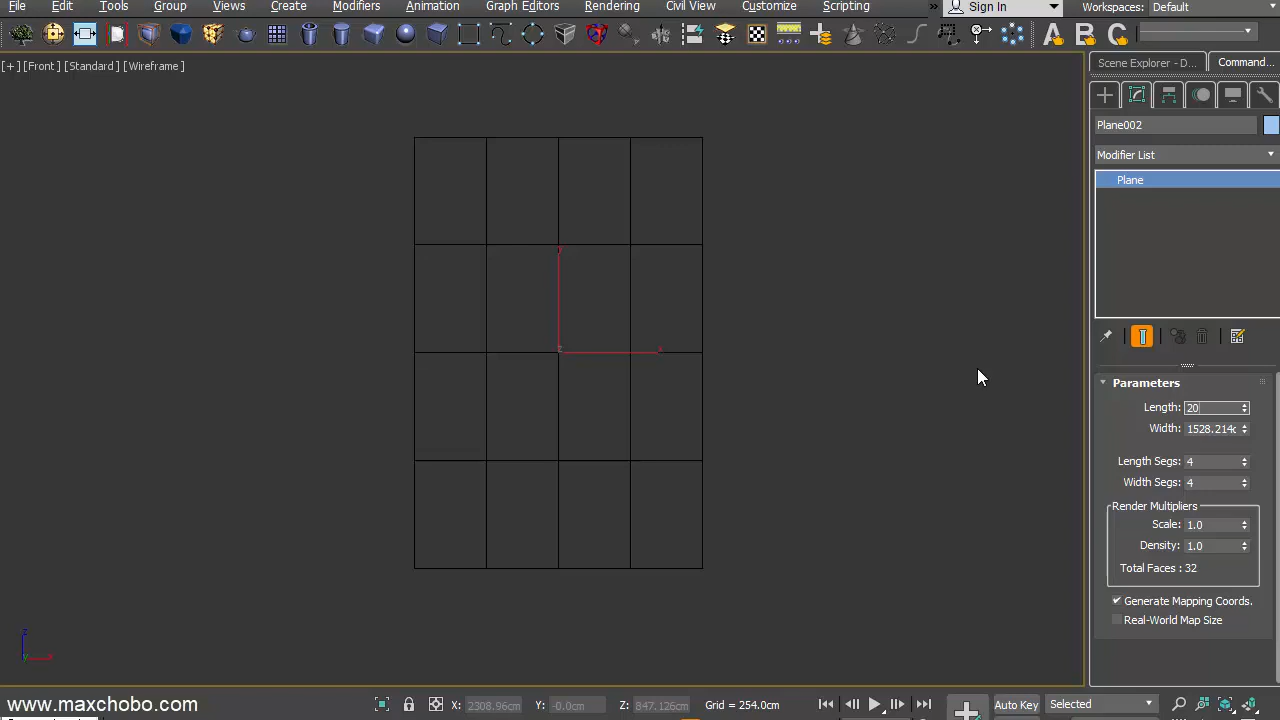 File Edit Tools Group Views Create Modifiers Animation Graph Editors Rendering Civil View Customize Scripting » Sign In Workspaces: Default
A B C
[+] [Front] [Standard] [Wireframe]
Scene Explorer - D... Command...
Plane002
Modifier List
Plane
Parameters
Length: 20
Width: 1528.214c
Length Segs: 4
Width Segs: 4
Render Multipliers
Scale: 1.0
Density: 1.0
Total Faces : 32
Generate Mapping Coords.
Real-World Map Size
www.maxchobo.com X: 2308.96cm Y: -0.0cm Z: 847.126cm Grid = 254.0cm Auto Key Selected